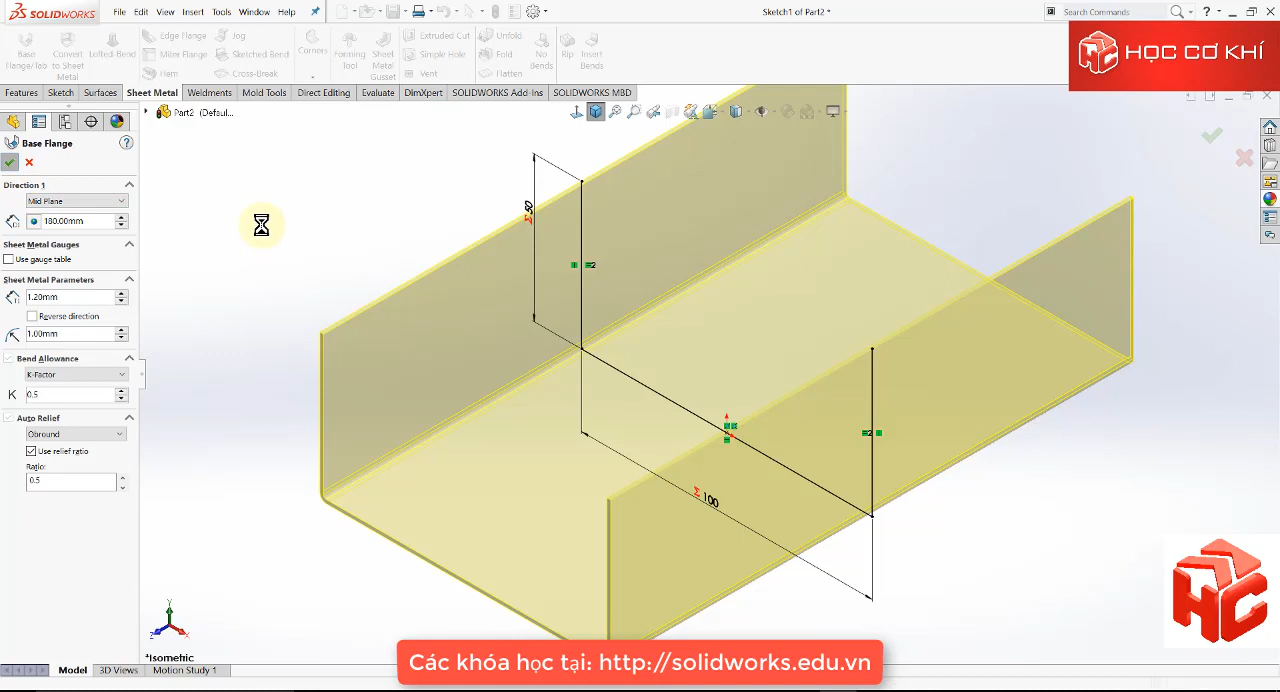 SOLIDWORKS File Edit View Insert Tools Window Help Sketch1 of Part2 * Search Commands
Base Flange/Tab Convert to Sheet Metal Lofted-Bend Edge Flange Miter Flange Hem Jog Sketched Bend Cross-Break Corners Forming Tool Sheet Metal Gusset Extruded Cut Simple Hole Vent Unfold Fold Flatten No Bends Rip Insert Bends
HỌC CƠ KHÍ
Features Sketch Surfaces Sheet Metal Weldments Mold Tools Direct Editing Evaluate DimXpert SOLIDWORKS Add-Ins SOLIDWORKS MBD
Part2 (Defaul...
Base Flange
Direction 1
Mid Plane
180.00mm
Sheet Metal Gauges
Use gauge table
Sheet Metal Parameters
1.20mm
Reverse direction
1.00mm
Bend Allowance
K-Factor
K 0.5
Auto Relief
Obround
Use relief ratio
Ratio:
0.5
Σ 100
Y
Z X
*Isometric
HC
Model 3D Views Motion Study 1
Các khóa học tại: http://solidworks.edu.vn